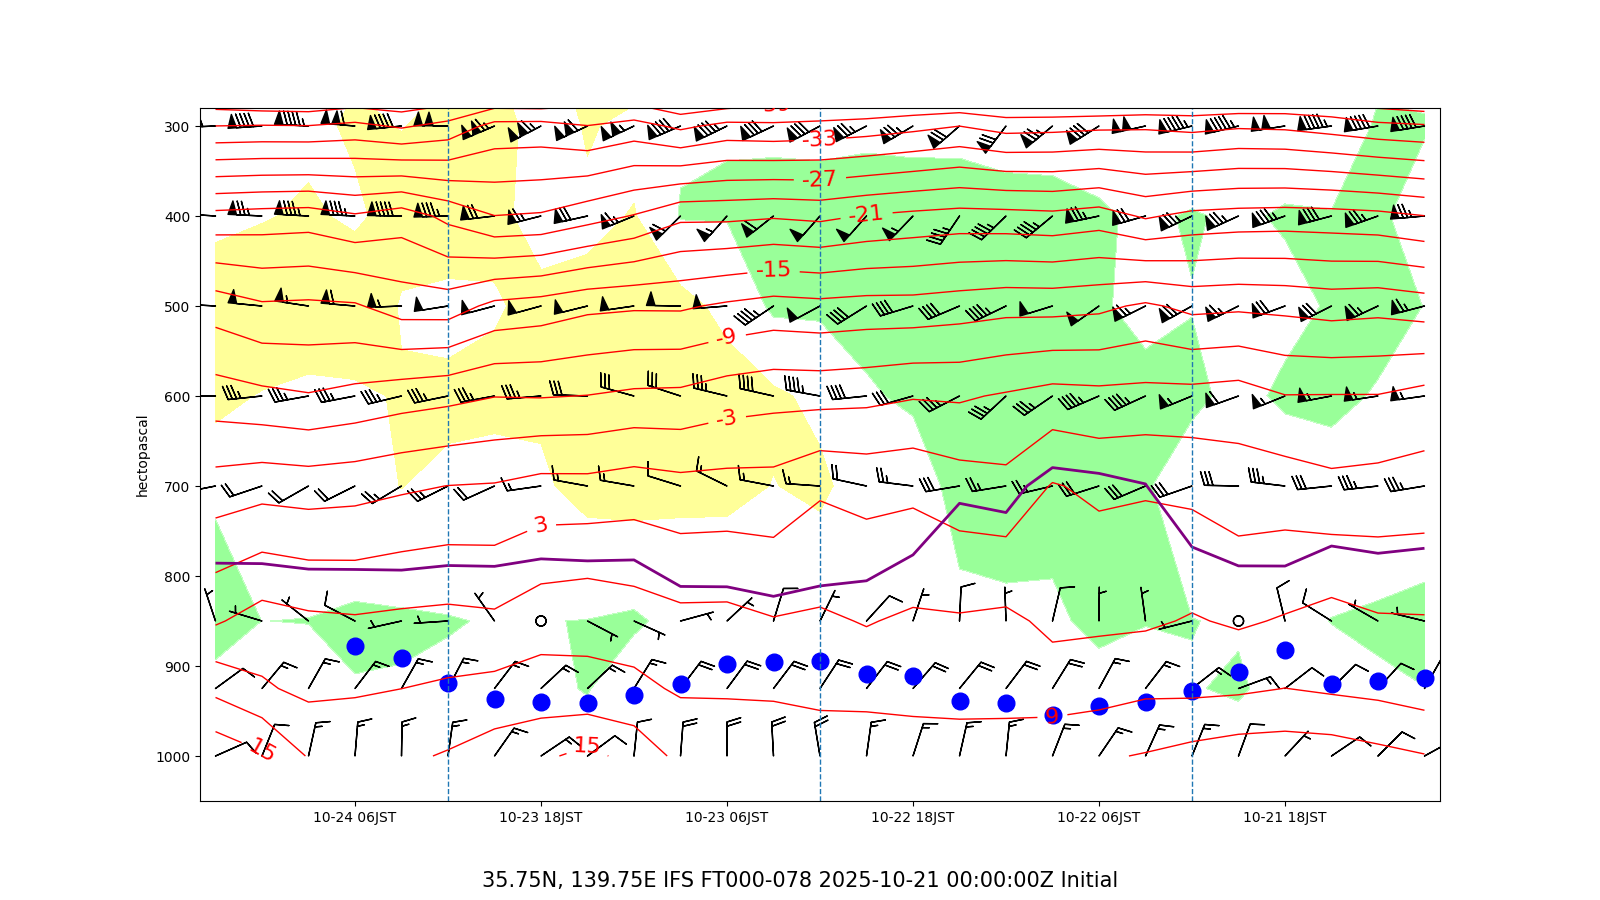 300
400
500
600
700
800
900
1000
hectopascal
-33
-27
-21
-15
-9
-3
3
9
15
15
10-24 06JST
10-23 18JST
10-23 06JST
10-22 18JST
10-22 06JST
10-21 18JST
35.75N, 139.75E IFS FT000-078 2025-10-21 00:00:00Z Initial